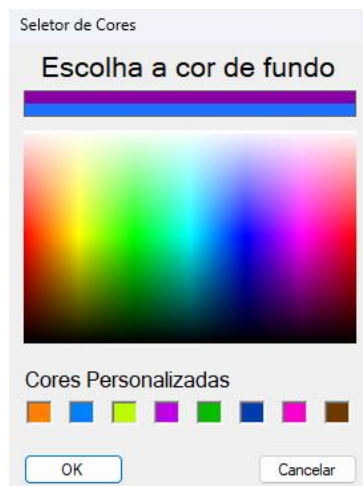 Seletor de Cores
Escolha a cor de fundo
Cores Personalizadas
OK
Cancelar